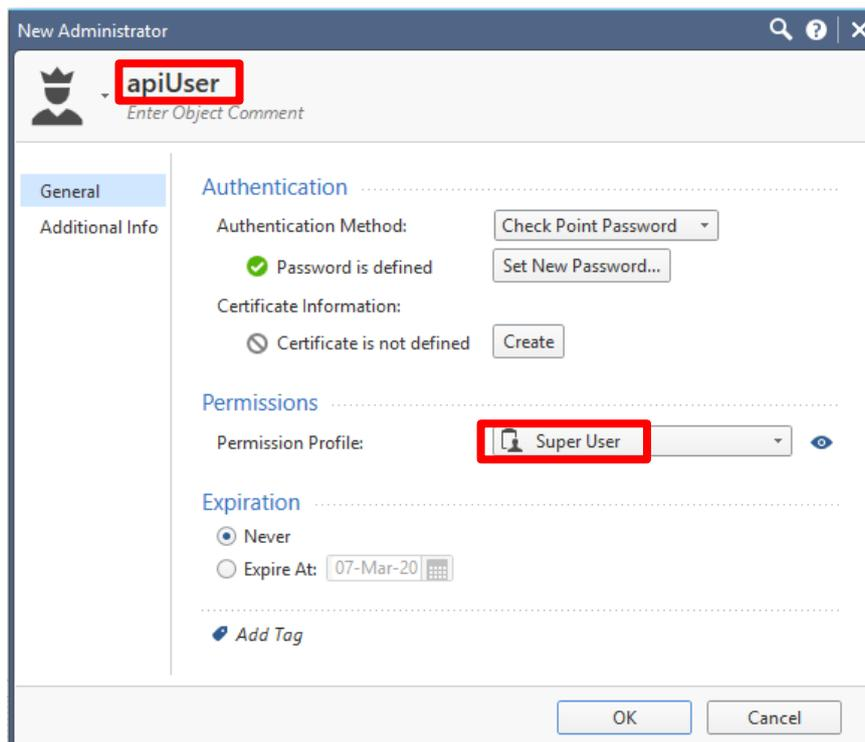 New Administrator
apiUser
Enter Object Comment
General
Additional Info
Authentication
Authentication Method:
Check Point Password
Password is defined
Set New Password...
Certificate Information:
Certificate is not defined
Create
Permissions
Permission Profile:
Super User
Expiration
Never
Expire At:
07-Mar-20
Add Tag
OK
Cancel